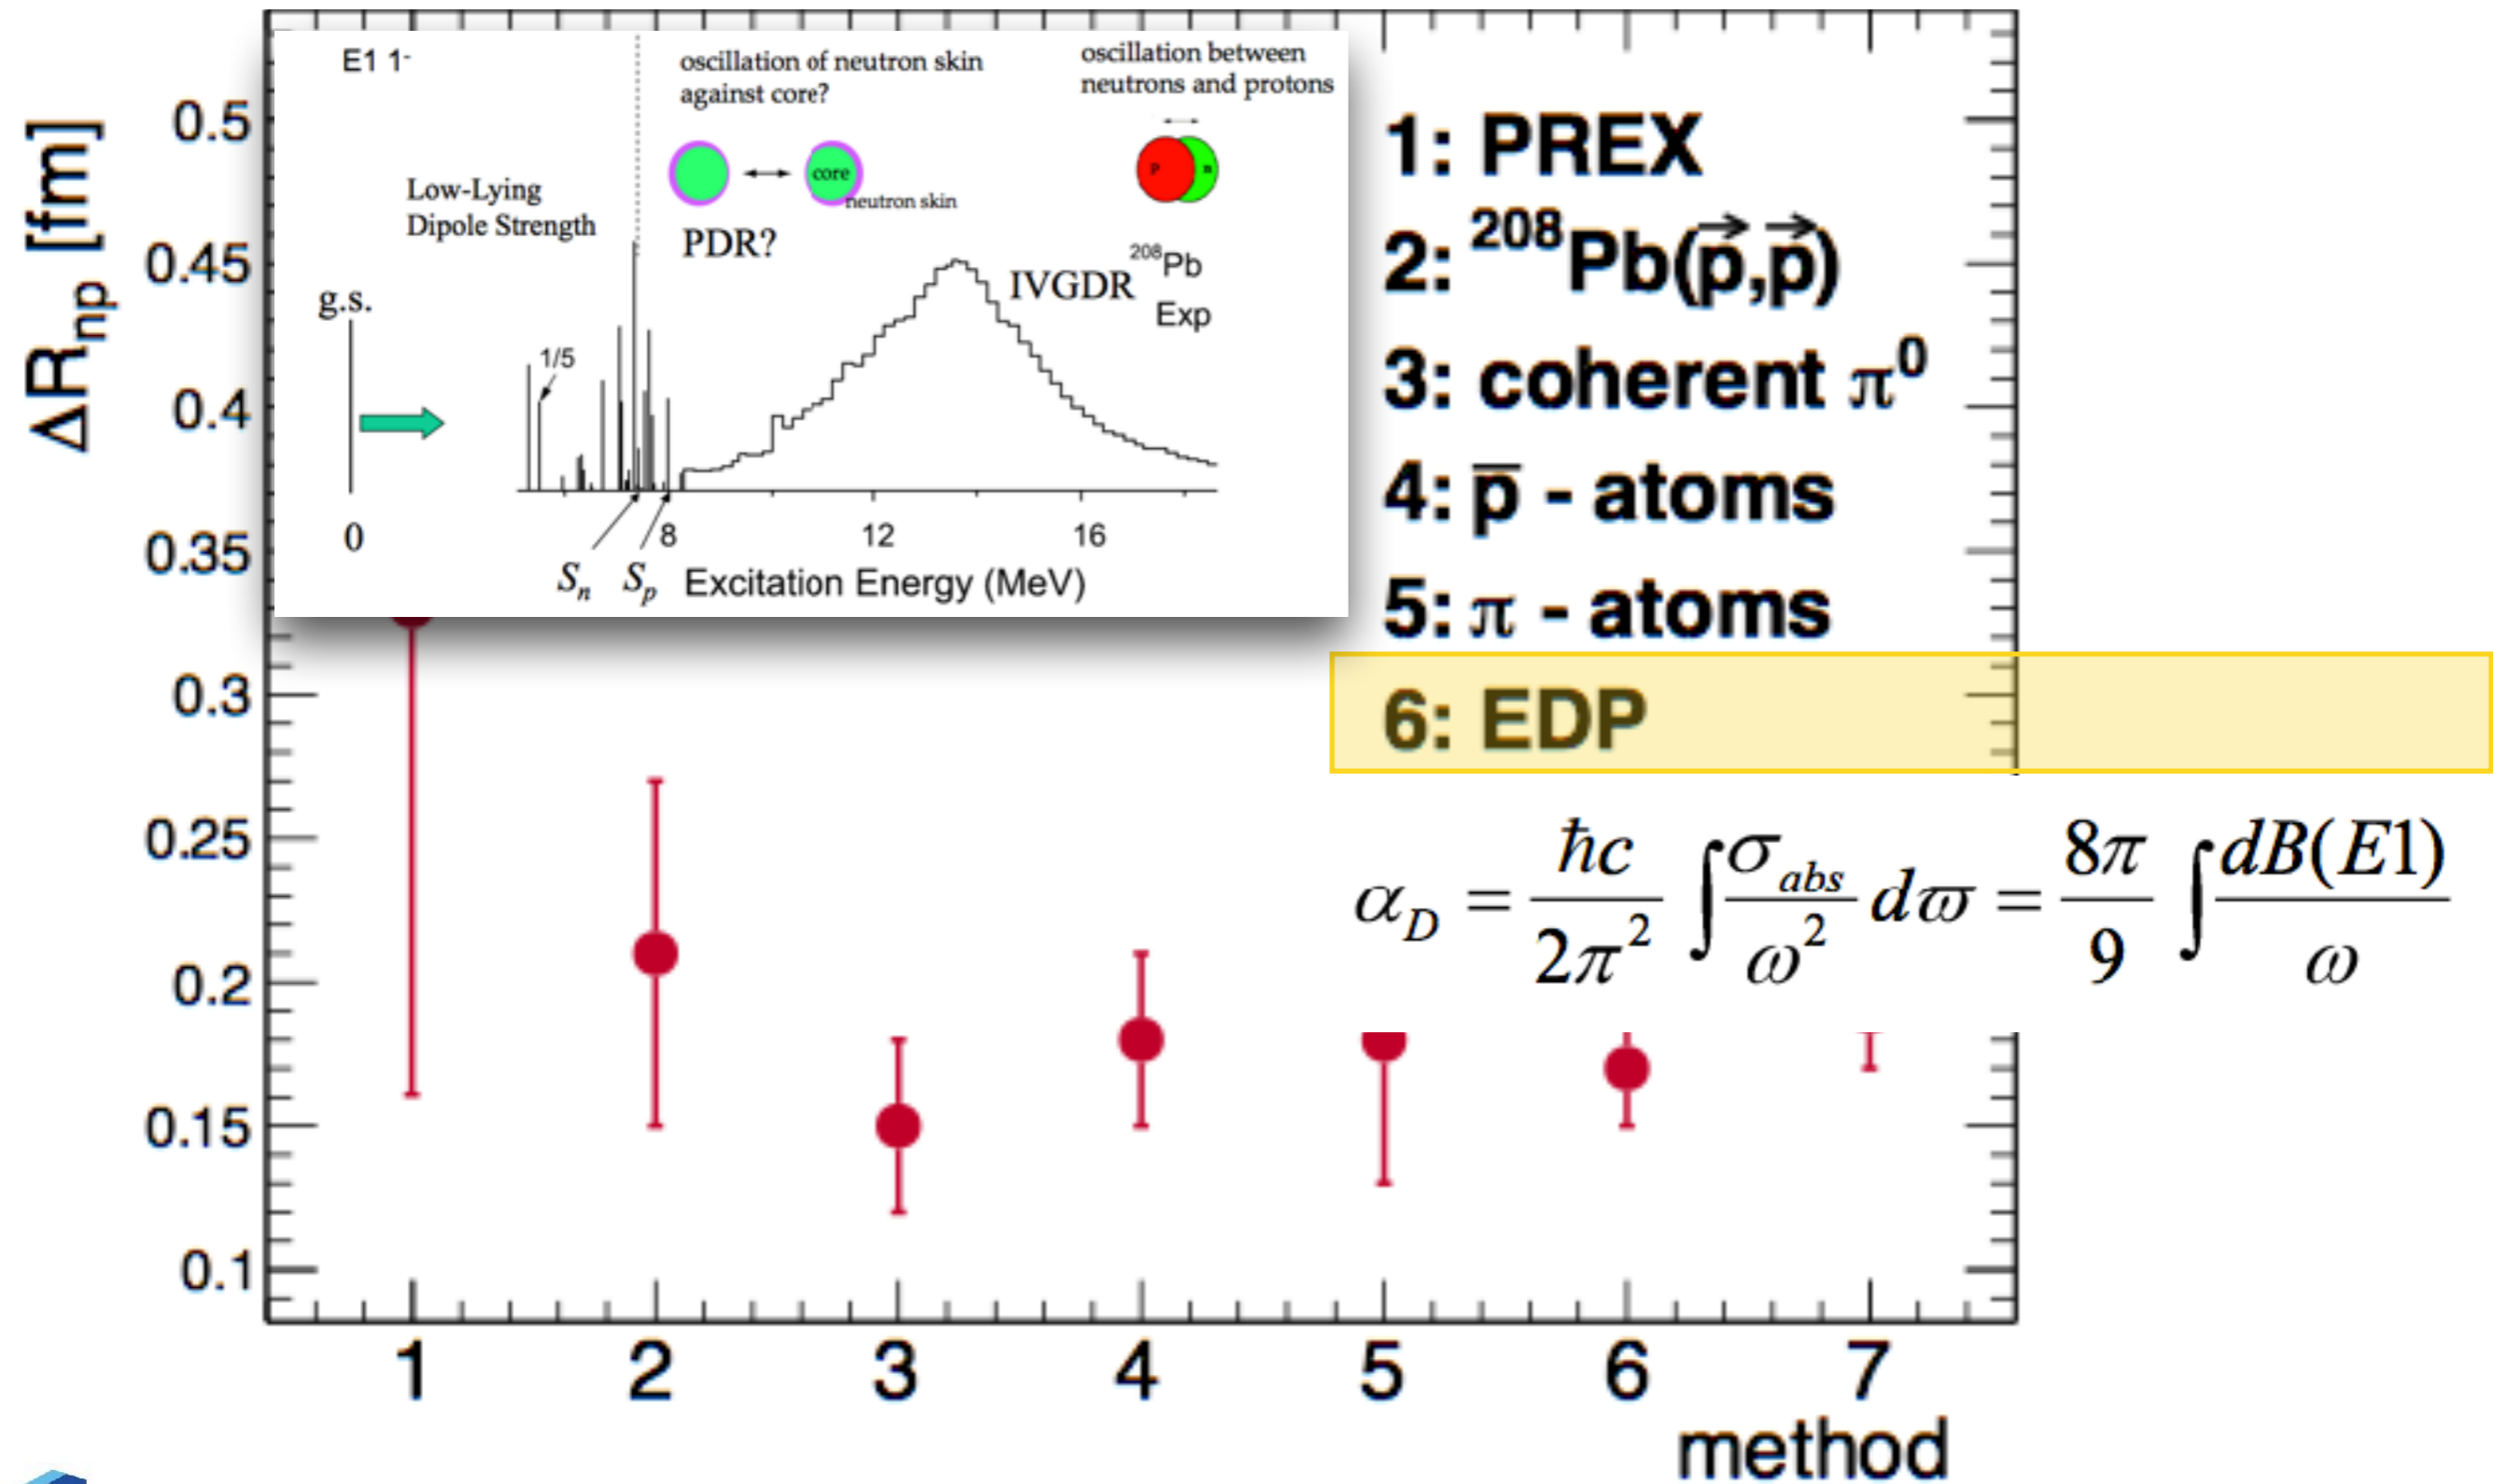 E1 1-
oscillation of neutron skin
against core?
oscillation between
neutrons and protons
core
neutron skin
P
n
Low-Lying
Dipole Strength
PDR?
IVGDR
²⁰⁸Pb
Exp
g.s.
1/5
0
8
12
16
Sₙ Sₚ Excitation Energy (MeV)
ΔRₙₚ [fm]
0.5
0.45
0.4
0.35
0.3
0.25
0.2
0.15
0.1
1: PREX
2: ²⁰⁸Pb(p⃗,p⃗)
3: coherent π⁰
4: p̅ - atoms
5: π - atoms
6: EDP
α_D = ħc/2π² ∫ σ_abs/ω² dϖ = 8π/9 ∫ dB(E1)/ω
1 2 3 4 5 6 7
method